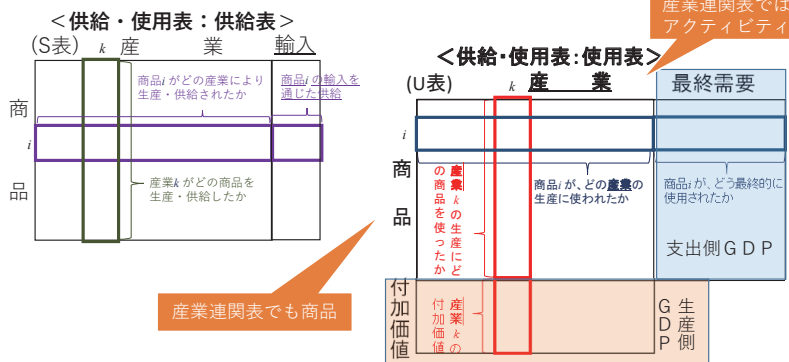 ＜供給・使用表：供給表＞
(S表) k 産 業 輸入
商品iがどの産業により
生産・供給されたか
商品iの輸入を
通じた供給
商
i
品
産業kがどの商品を
生産・供給したか
産業連関表でも商品
産業連関表では
アクティビティ
＜供給・使用表：使用表＞
(U表) k 産 業 最終需要
i
商
品
産業kの生産にど
の商品を使ったか
商品iが、どの産業の
生産に使われたか
商品iが、どう最終的に
使用されたか
支出側ＧＤＰ
付加価値
産業kの
付加価値
生産側
ＧＤＰ